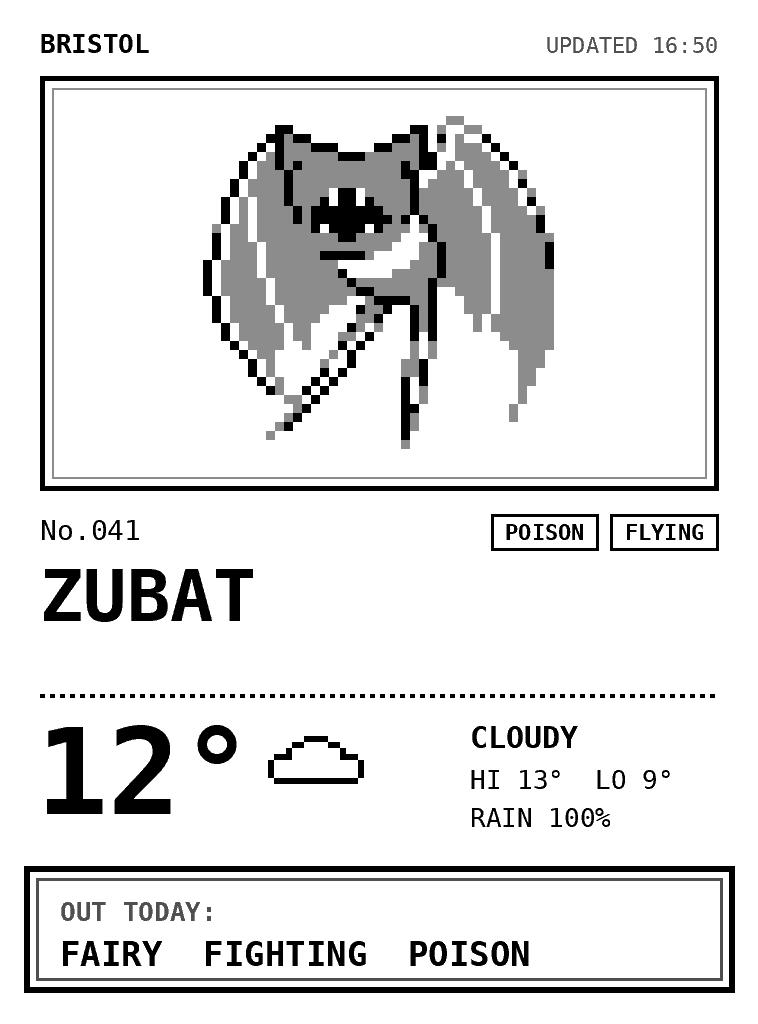 BRISTOL UPDATED 16:50
No.041 POISON FLYING
ZUBAT
12° CLOUDY
HI 13° LO 9°
RAIN 100%
OUT TODAY:
FAIRY FIGHTING POISON